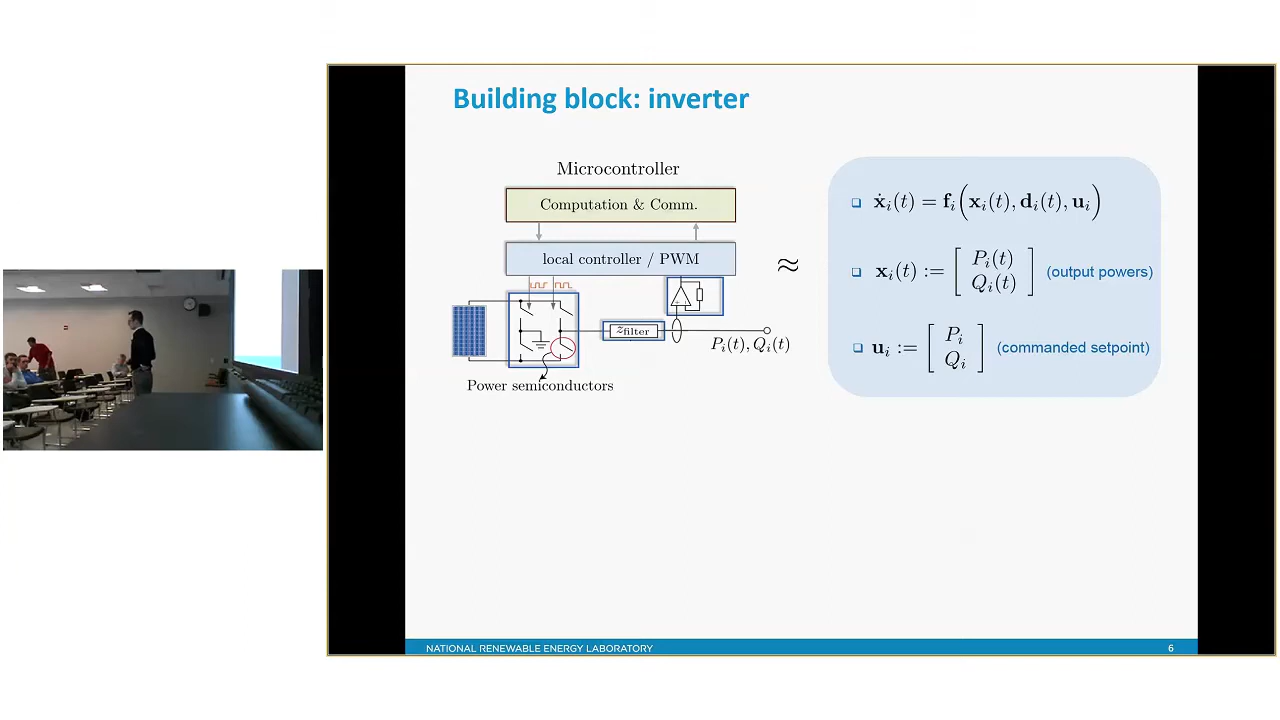 Building block: inverter
Microcontroller
Computation & Comm.
local controller / PWM
z_filter
P_i(t), Q_i(t)
Power semiconductors
≈
ẋ_i(t) = f_i(x_i(t), d_i(t), u_i)
x_i(t) := [P_i(t) Q_i(t)] (output powers)
u_i := [P_i Q_i] (commanded setpoint)
NATIONAL RENEWABLE ENERGY LABORATORY 6